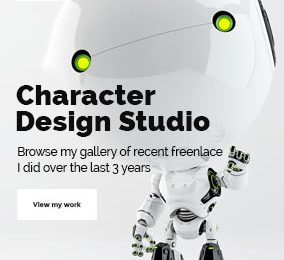 Character
Design Studio
Browse my gallery of recent freenlace
I did over the last 3 years
View my work